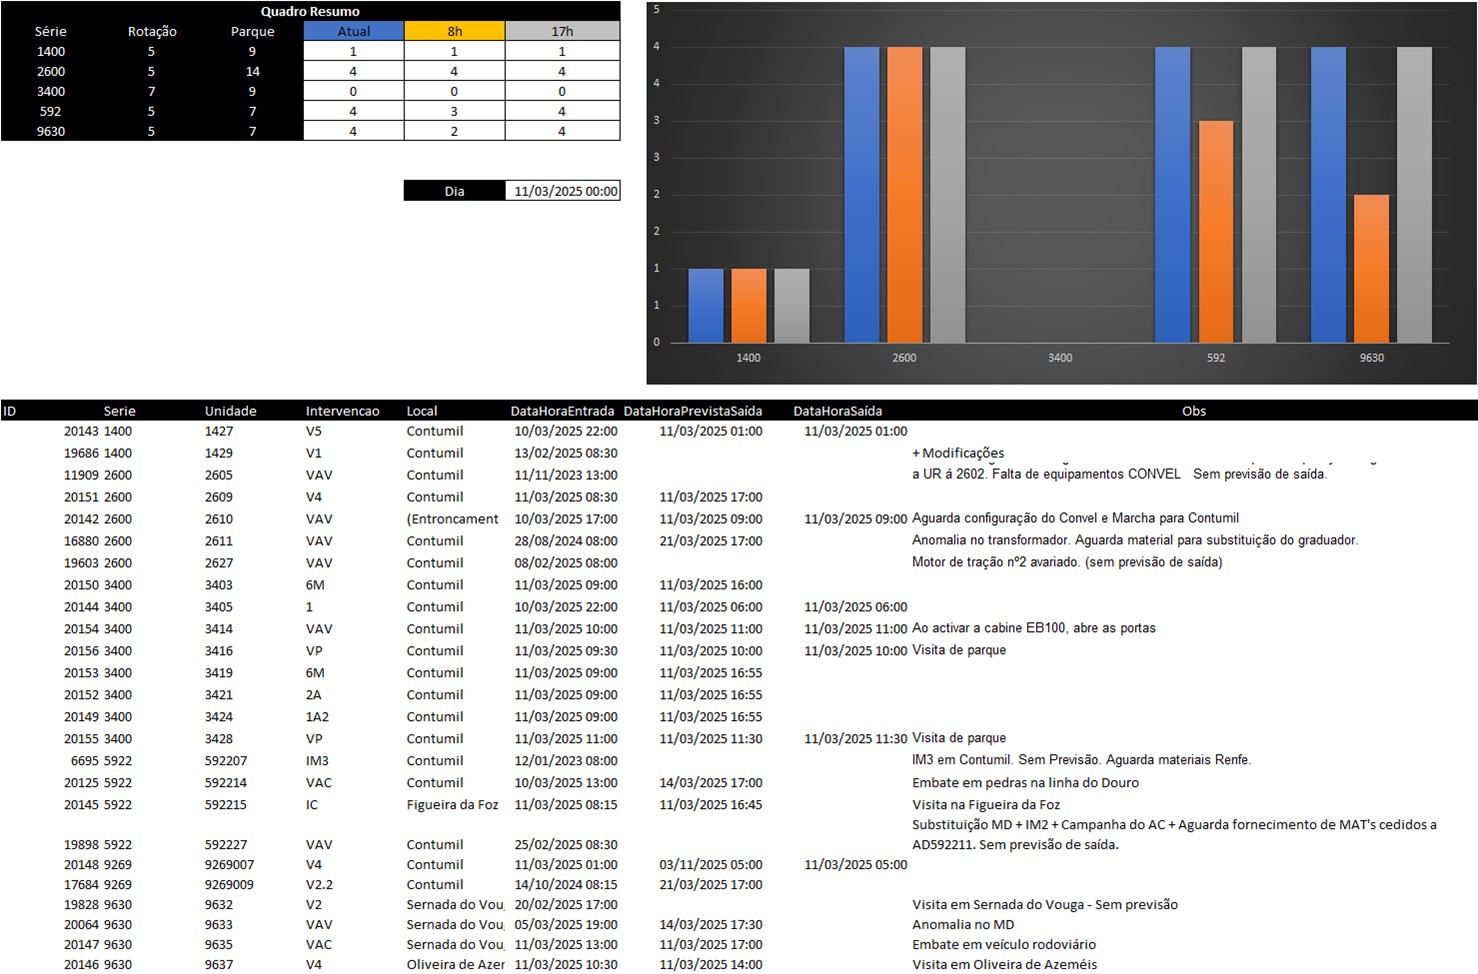 Quadro Resumo
Série Rotação Parque Atual 8h 17h
1400 5 9 1 1 1
2600 5 14 4 4 4
3400 7 9 0 0 0
592 5 7 4 3 4
9630 5 7 4 2 4
Dia 11/03/2025 00:00
5
4
4
3
3
2
2
1
1
0
1400 2600 3400 592 9630
ID Serie Unidade Intervencao Local DataHoraEntrada DataHoraPrevistaSaída DataHoraSaída Obs
20143 1400 1427 V5 Contumil 10/03/2025 22:00 11/03/2025 01:00 11/03/2025 01:00
19686 1400 1429 V1 Contumil 13/02/2025 08:30 + Modificações
11909 2600 2605 VAV Contumil 11/11/2023 13:00 a UR á 2602. Falta de equipamentos CONVEL Sem previsão de saída.
20151 2600 2609 V4 Contumil 11/03/2025 08:30 11/03/2025 17:00
20142 2600 2610 VAV (Entroncament 10/03/2025 17:00 11/03/2025 09:00 11/03/2025 09:00 Aguarda configuração do Convel e Marcha para Contumil
16880 2600 2611 VAV Contumil 28/08/2024 08:00 21/03/2025 17:00 Anomalia no transformador. Aguarda material para substituição do graduador.
19603 2600 2627 VAV Contumil 08/02/2025 08:00 Motor de tração nº2 avariado. (sem previsão de saída)
20150 3400 3403 6M Contumil 11/03/2025 09:00 11/03/2025 16:00
20144 3400 3405 1 Contumil 10/03/2025 22:00 11/03/2025 06:00 11/03/2025 06:00
20154 3400 3414 VAV Contumil 11/03/2025 10:00 11/03/2025 11:00 11/03/2025 11:00 Ao activar a cabine EB100, abre as portas
20156 3400 3416 VP Contumil 11/03/2025 09:30 11/03/2025 10:00 11/03/2025 10:00 Visita de parque
20153 3400 3419 6M Contumil 11/03/2025 09:00 11/03/2025 16:55
20152 3400 3421 2A Contumil 11/03/2025 09:00 11/03/2025 16:55
20149 3400 3424 1A2 Contumil 11/03/2025 09:00 11/03/2025 16:55
20155 3400 3428 VP Contumil 11/03/2025 11:00 11/03/2025 11:30 11/03/2025 11:30 Visita de parque
6695 5922 592207 IM3 Contumil 12/01/2023 08:00 IM3 em Contumil. Sem Previsão. Aguarda materiais Renfe.
20125 5922 592214 VAC Contumil 10/03/2025 13:00 14/03/2025 17:00 Embate em pedras na linha do Douro
20145 5922 592215 IC Figueira da Foz 11/03/2025 08:15 11/03/2025 16:45 Visita na Figueira da Foz
Substituição MD + IM2 + Campanha do AC + Aguarda fornecimento de MAT's cedidos a
19898 5922 592227 VAV Contumil 25/02/2025 08:30 AD592211. Sem previsão de saída.
20148 9269 9269007 V4 Contumil 11/03/2025 01:00 03/11/2025 05:00 11/03/2025 05:00
17684 9269 9269009 V2.2 Contumil 14/10/2024 08:15 21/03/2025 17:00
19828 9630 9632 V2 Sernada do Vou 20/02/2025 17:00 Visita em Sernada do Vouga - Sem previsão
20064 9630 9633 VAV Sernada do Vou 05/03/2025 19:00 14/03/2025 17:30 Anomalia no MD
20147 9630 9635 VAC Sernada do Vou 11/03/2025 13:00 11/03/2025 17:00 Embate em veículo rodoviário
20146 9630 9637 V4 Oliveira de Azer 11/03/2025 10:30 11/03/2025 14:00 Visita em Oliveira de Azeméis